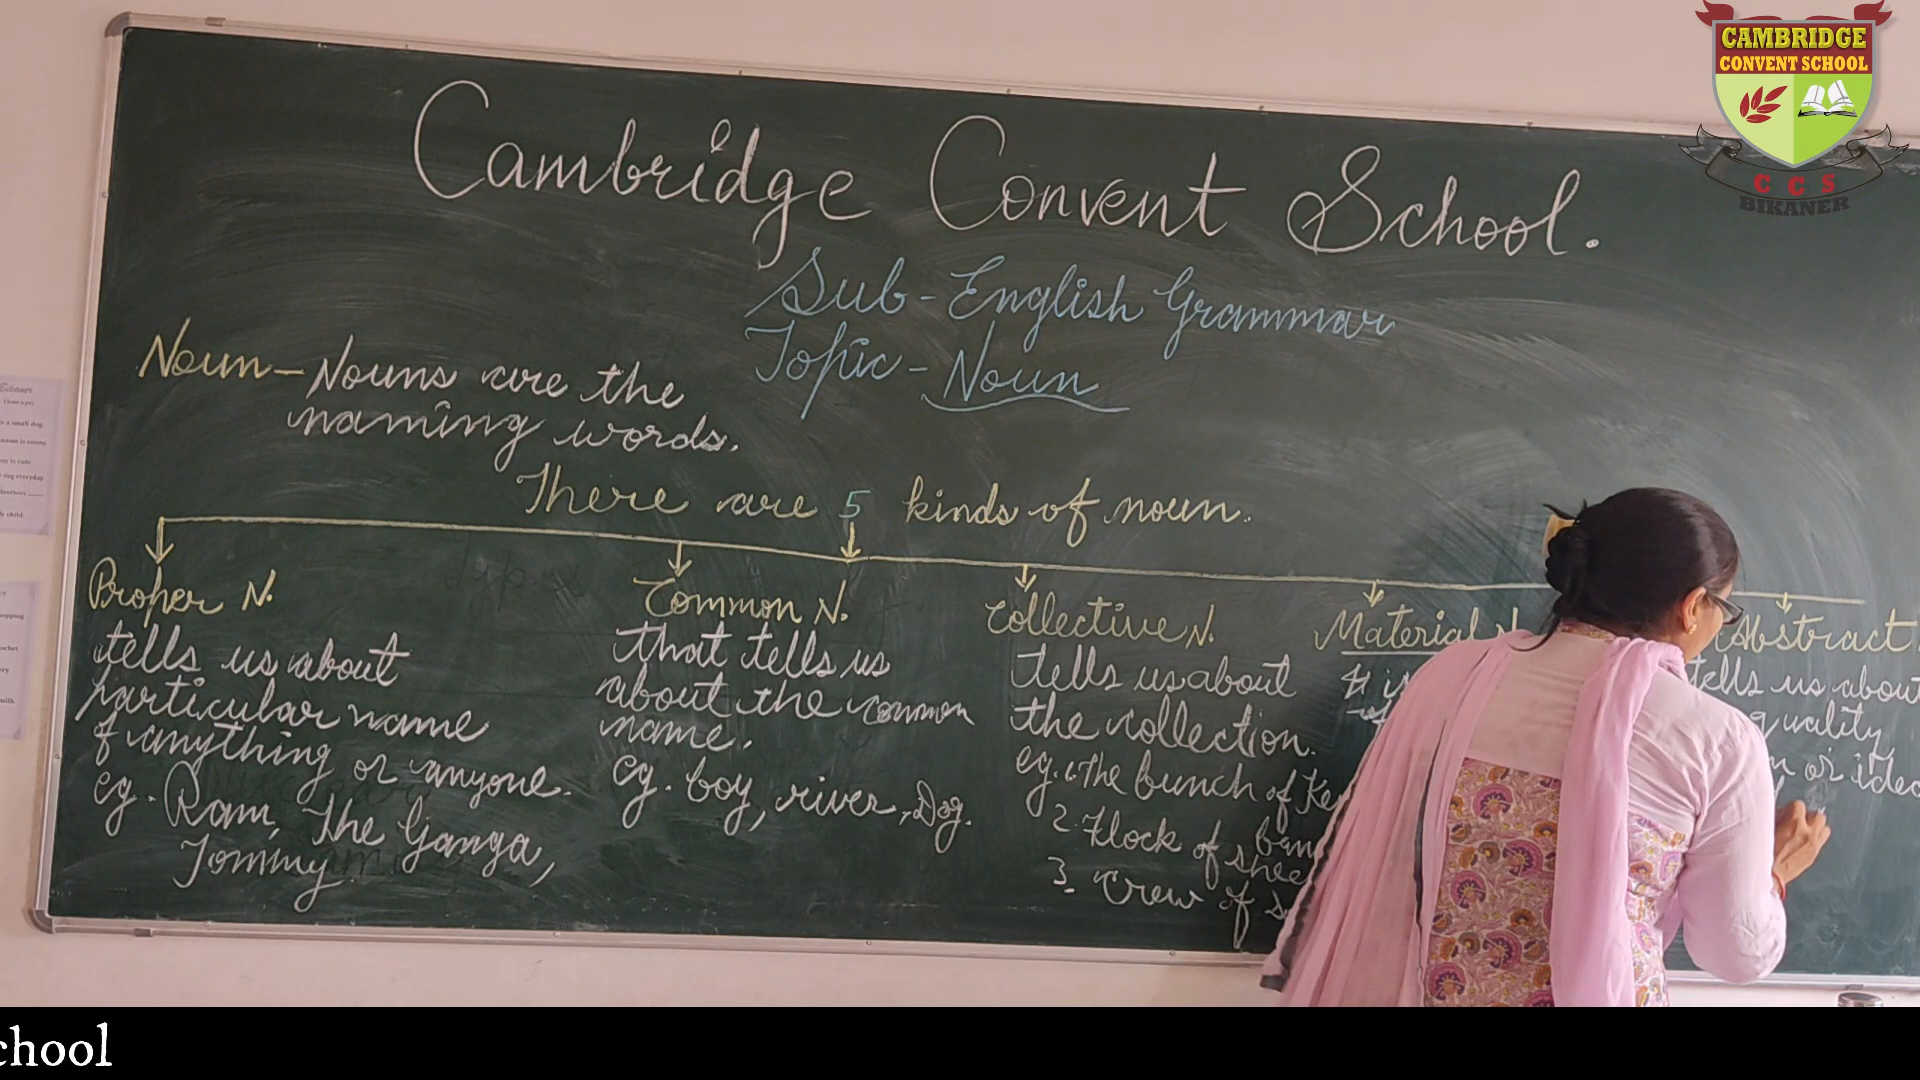 CAMBRIDGE
CONVENT SCHOOL
C C S
BIKANER
Cambridge Convent School.
Sub-English Grammar
Topic-Noun
Noun-Nouns are the
naming words.
There are 5 kinds of noun.
Proper N.
tells us about
particular name
of anything or anyone.
eg. Ram, The Ganga,
Tommy
Common N.
that tells us
about the common
name.
eg. boy, river, Dog.
Collective N.
tells us about
the collection.
eg. 1. The bunch of Ke
2. Flock of shee
3. Crew of s
Material N
It is
Abstract
tells us about
quality,
or idea
chool